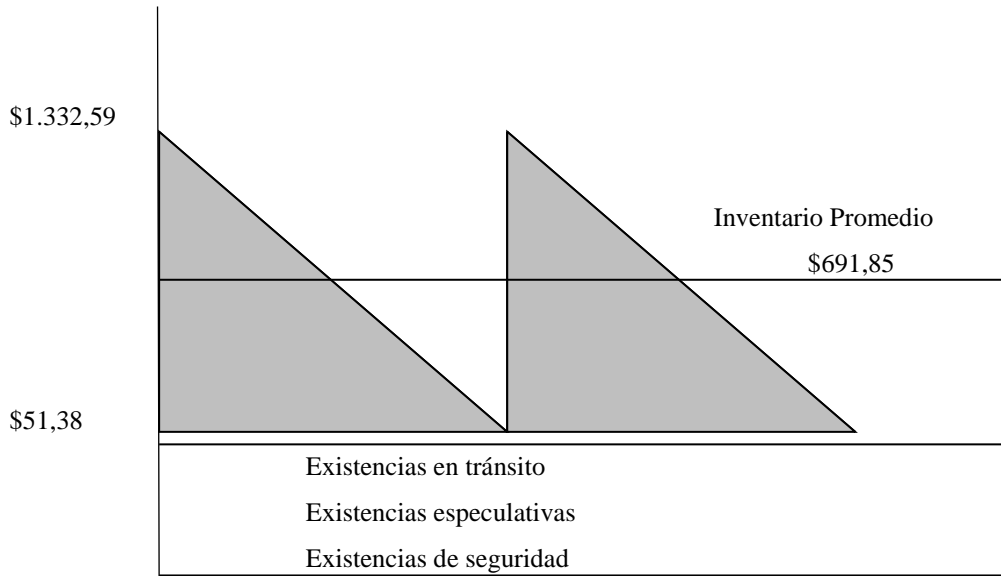 $1.332,59
Inventario Promedio
$691,85
$51,38
Existencias en tránsito
Existencias especulativas
Existencias de seguridad